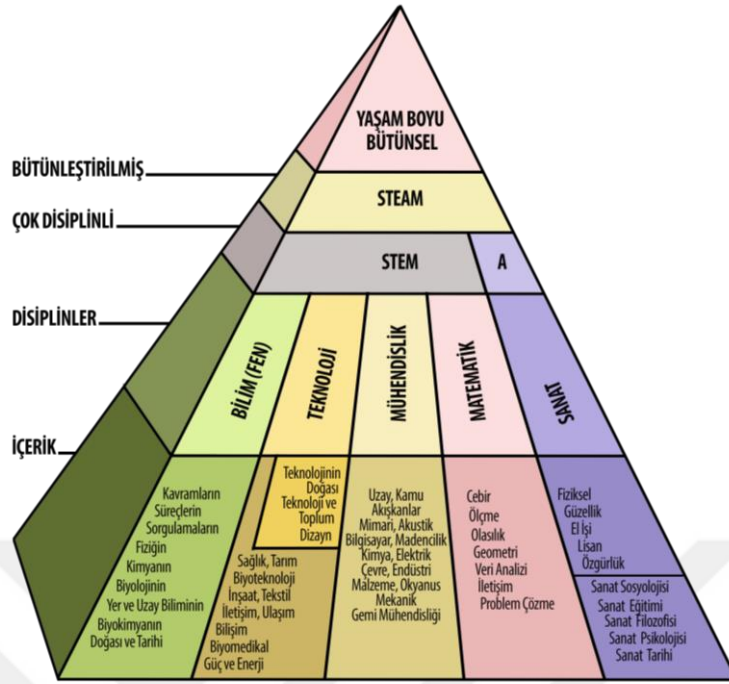 YAŞAM BOYU
BÜTÜNSEL
BÜTÜNLEŞTİRİLMİŞ
STEAM
ÇOK DİSİPLİNLİ
STEM
A
DİSİPLİNLER
BİLİM (FEN)
TEKNOLOJİ
MÜHENDİSLİK
MATEMATİK
SANAT
İÇERİK
Kavramların
Süreçlerin
Sorgulamaların
Fiziğin
Kimyanın
Biyolojinin
Yer ve Uzay Biliminin
Biyokimyanın
Doğası ve Tarihi
Teknolojinin
Doğası
Teknoloji ve
Toplum
Dizayn
Sağlık, Tarım
Biyoteknoloji
İnşaat, Tekstil
İletişim, Ulaşım
Bilişim
Biyomedikal
Güç ve Enerji
Uzay, Kamu
Akışkanlar
Mimari, Akustik
Bilgisayar, Madencilik
Kimya, Elektrik
Çevre, Endüstri
Malzeme, Okyanus
Mekanik
Gemi Mühendisliği
Cebir
Ölçme
Olasılık
Geometri
Veri Analizi
İletişim
Problem Çözme
Fiziksel
Güzellik
El İşi
Lisan
Özgürlük
Sanat Sosyolojisi
Sanat Eğitimi
Sanat Filozofisi
Sanat Psikolojisi
Sanat Tarihi